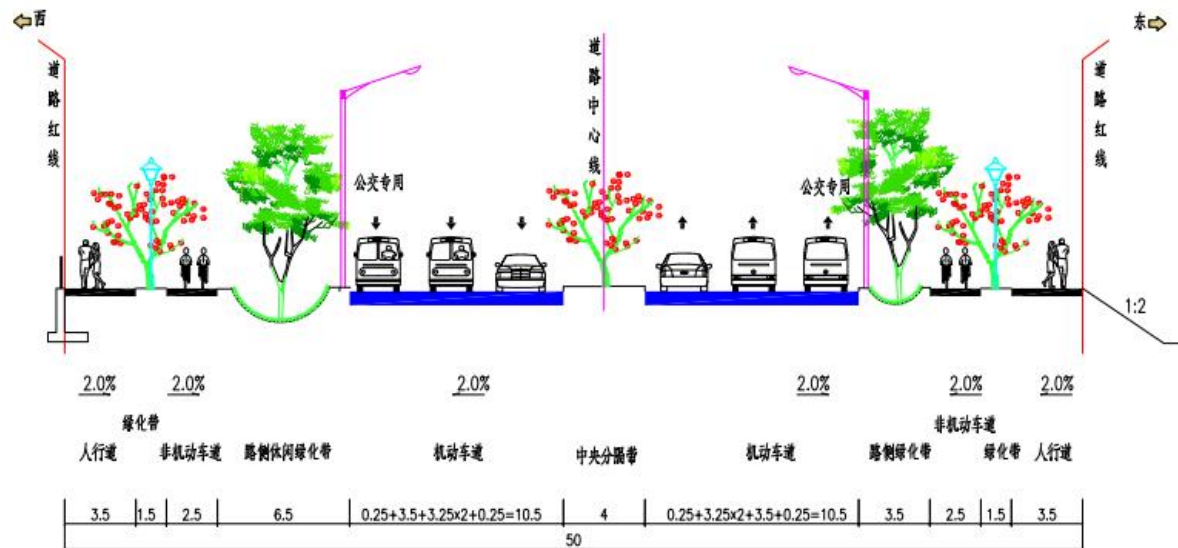 西
东
道路红线
道路中心线
道路红线
公交专用
公交专用
1:2
2.0%
2.0%
2.0%
2.0%
2.0%
2.0%
绿化带
非机动车道
人行道
非机动车道
路侧休闲绿化带
机动车道
中央分隔带
机动车道
路侧绿化带
绿化带
人行道
3.5
1.5
2.5
6.5
0.25+3.5+3.25x2+0.25=10.5
4
0.25+3.25x2+3.5+0.25=10.5
3.5
2.5
1.5
3.5
50